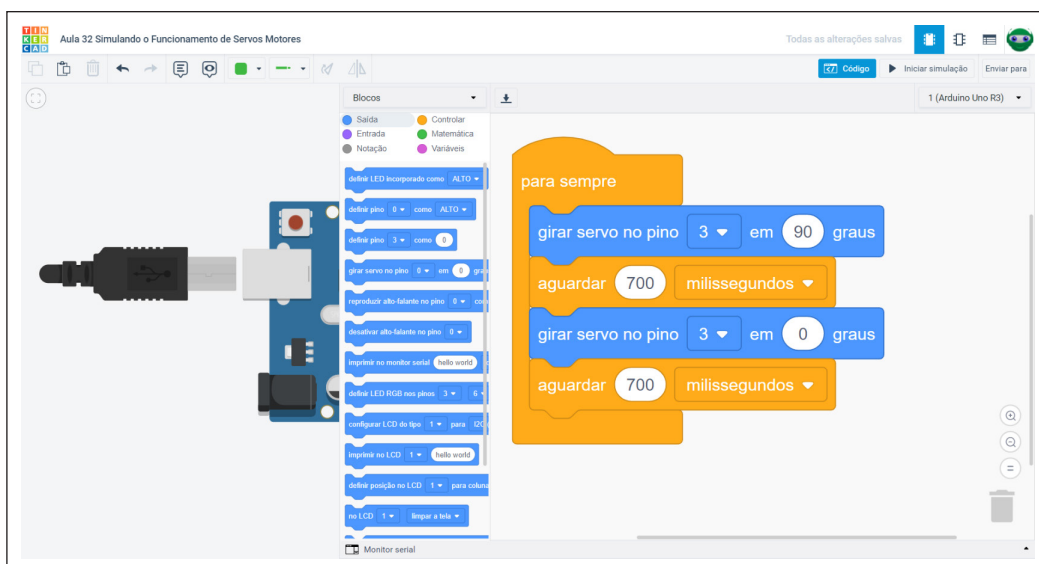 TIN
KER
CAD
Aula 32 Simulando o Funcionamento de Servos Motores
Todas as alterações salvas
Código
Iniciar simulação
Enviar para
Blocos
1 (Arduino Uno R3)
Saída
Controlar
Entrada
Matemática
Notação
Variáveis
definir LED incorporado como ALTO
definir pino 0 como ALTO
definir pino 3 como 0
girar servo no pino 0 em 0 grau
reproduzir alto-falante no pino 0 com
desativar alto-falante no pino 0
imprimir no monitor serial hello world
definir LED RGB nos pinos 3 6
configurar LCD do tipo 1 para I2C
imprimir no LCD 1 hello world
definir posição no LCD 1 para coluna
no LCD 1 limpar a tela
Monitor serial
para sempre
girar servo no pino 3 em 90 graus
aguardar 700 milissegundos
girar servo no pino 3 em 0 graus
aguardar 700 milissegundos